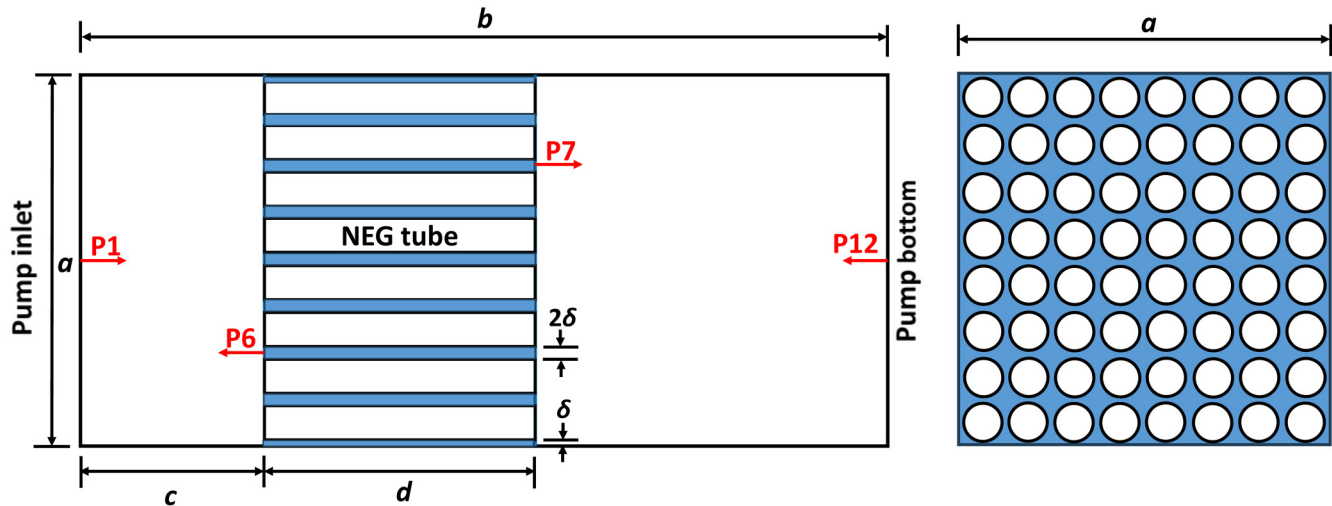 b
a
Pump inlet
a
P1
P6
NEG tube
P7
P12
Pump bottom
2δ
δ
c
d